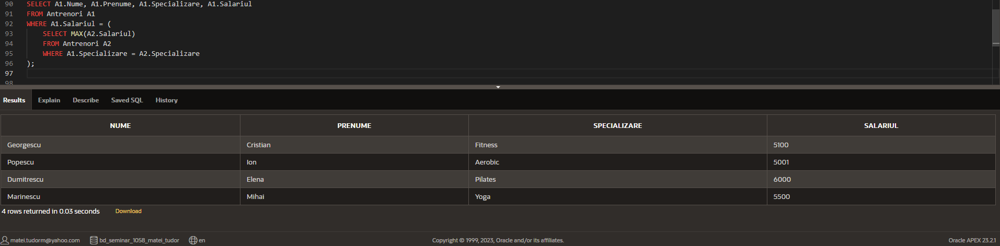 90 SELECT A1.Nume, A1.Prenume, A1.Specializare, A1.Salariul
91 FROM Antrenori A1
92 WHERE A1.Salariul = (
93 SELECT MAX(A2.Salariul)
94 FROM Antrenori A2
95 WHERE A1.Specializare = A2.Specializare
96 );
97
98
Results Explain Describe Saved SQL History
NUME PRENUME SPECIALIZARE SALARIUL
Georgescu Cristian Fitness 5100
Popescu Ion Aerobic 5001
Dumitrescu Elena Pilates 6000
Marinescu Mihai Yoga 5500
4 rows returned in 0.03 seconds Download
matei.tudorm@yahoo.com bd_seminar_1058_matei_tudor en Copyright © 1999, 2023, Oracle and/or its affiliates. Oracle APEX 23.2.1